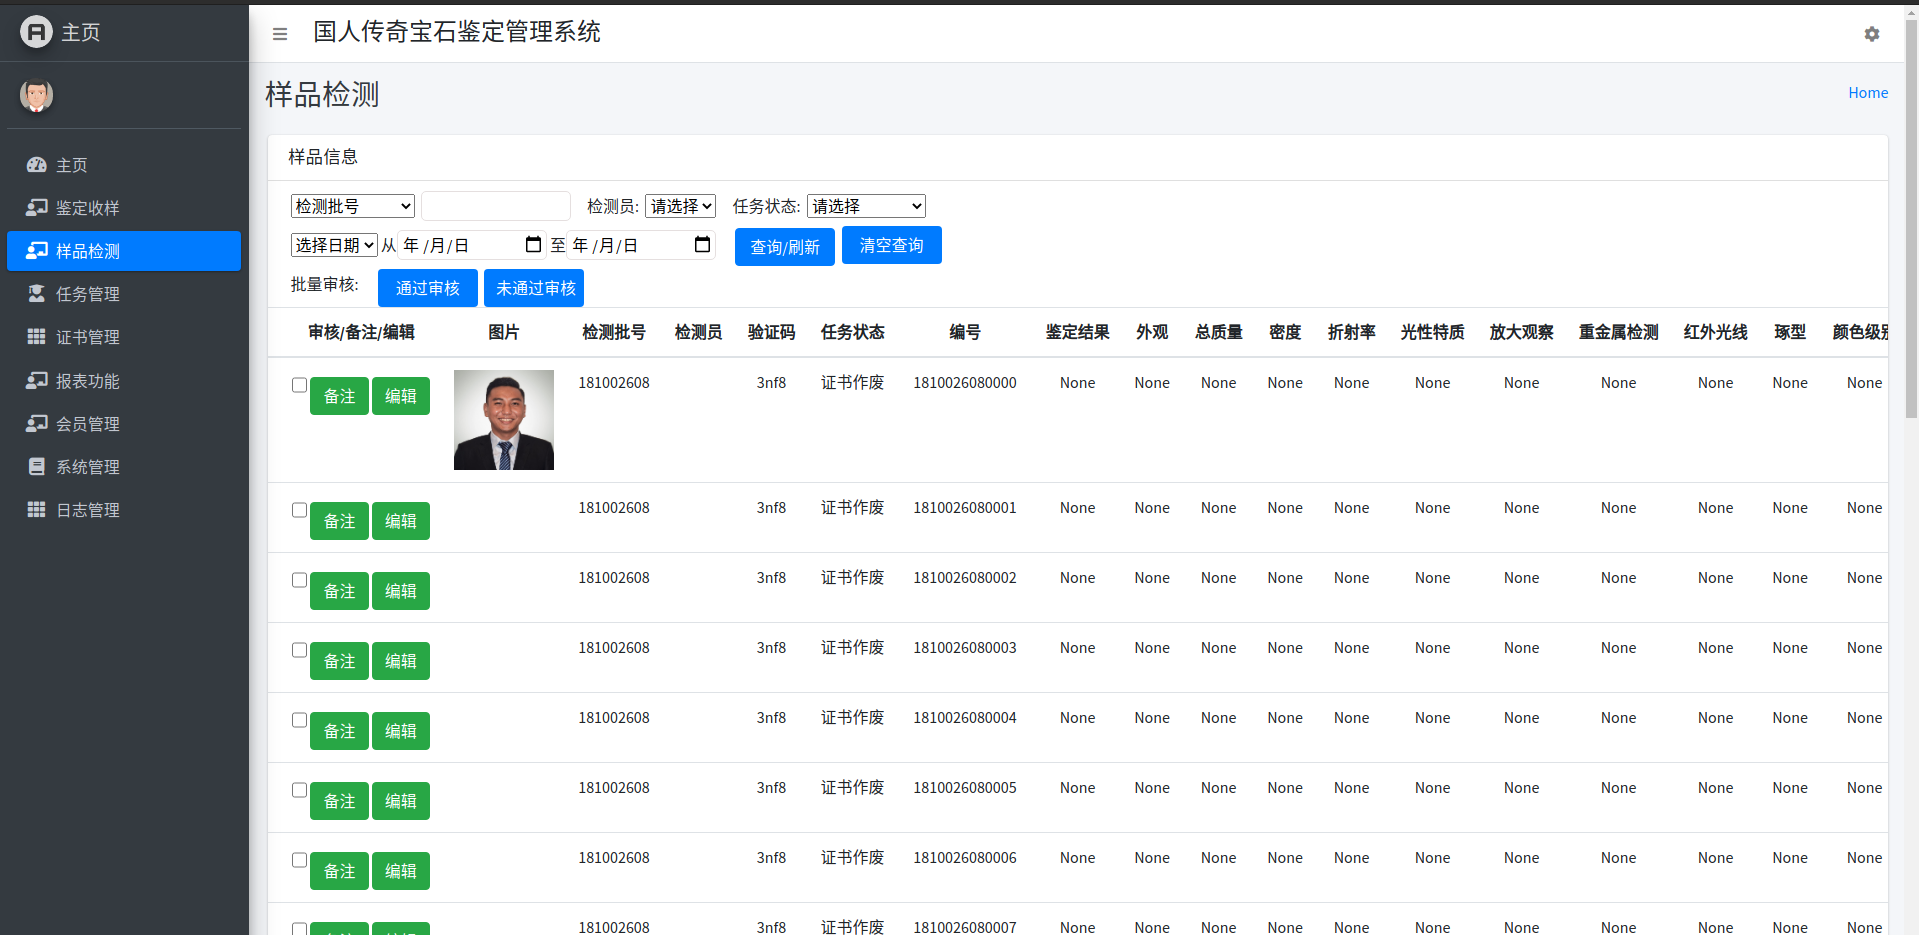 主页
国人传奇宝石鉴定管理系统
样品检测
Home
主页
鉴定收样
样品检测
任务管理
证书管理
报表功能
会员管理
系统管理
日志管理
样品信息
检测批号 检测员: 请选择 任务状态: 请选择
选择日期 从 年 /月/日 至 年 /月/日 查询/刷新 清空查询
批量审核: 通过审核 未通过审核
审核/备注/编辑 图片 检测批号 检测员 验证码 任务状态 编号 鉴定结果 外观 总质量 密度 折射率 光性特质 放大观察 重金属检测 红外光线 琢型 颜色级别
备注 编辑 181002608 3nf8 证书作废 1810026080000 None None None None None None None None None None None
备注 编辑 181002608 3nf8 证书作废 1810026080001 None None None None None None None None None None None
备注 编辑 181002608 3nf8 证书作废 1810026080002 None None None None None None None None None None None
备注 编辑 181002608 3nf8 证书作废 1810026080003 None None None None None None None None None None None
备注 编辑 181002608 3nf8 证书作废 1810026080004 None None None None None None None None None None None
备注 编辑 181002608 3nf8 证书作废 1810026080005 None None None None None None None None None None None
备注 编辑 181002608 3nf8 证书作废 1810026080006 None None None None None None None None None None None
181002608 3nf8 证书作废 1810026080007 None None None None None None None None None None None